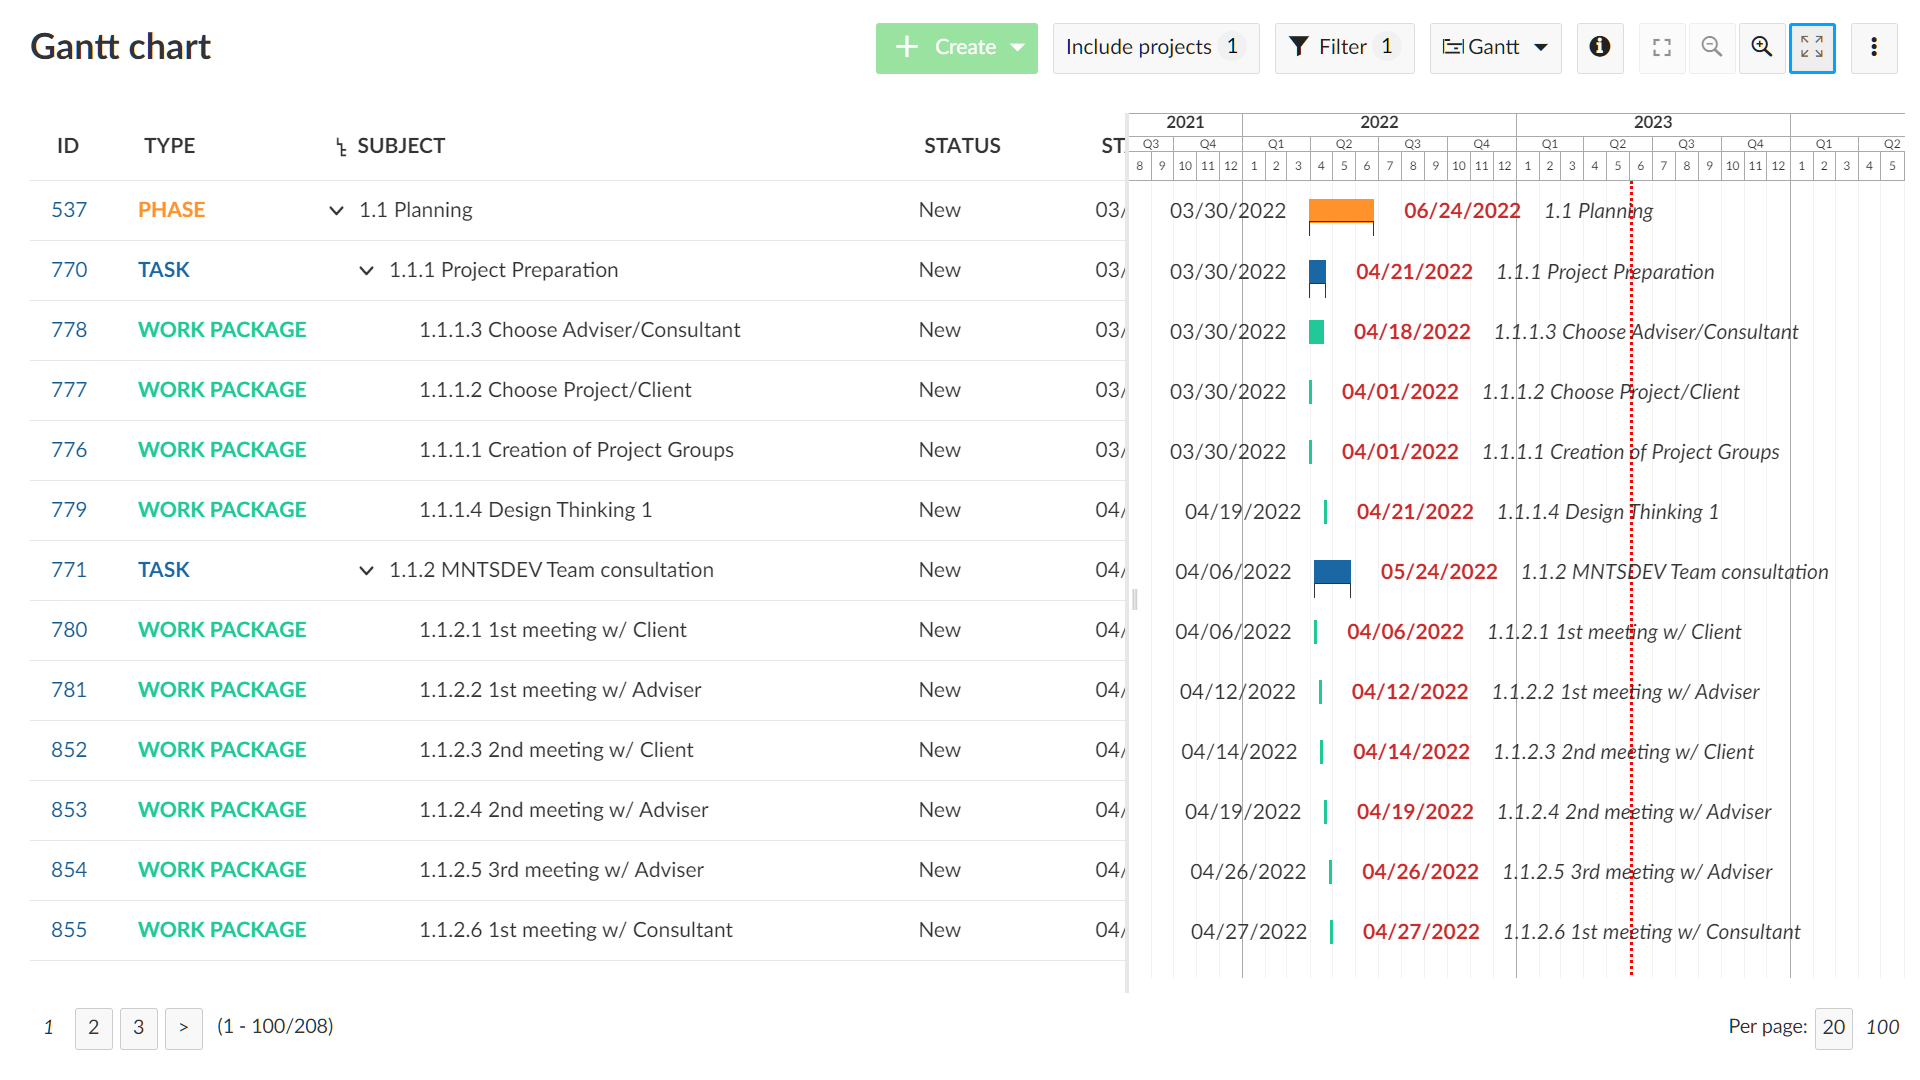 Gantt chart
Create
Include projects 1
Filter 1
Gantt
ID TYPE SUBJECT STATUS ST
2021 2022 2023
Q3 Q4 Q1 Q2 Q3 Q4 Q1 Q2 Q3 Q4 Q1 Q2
8 9 10 11 12 1 2 3 4 5 6 7 8 9 10 11 12 1 2 3 4 5 6 7 8 9 10 11 12 1 2 3 4 5
537 PHASE 1.1 Planning New 03/ 03/30/2022 06/24/2022 1.1 Planning
770 TASK 1.1.1 Project Preparation New 03/ 03/30/2022 04/21/2022 1.1.1 Project Preparation
778 WORK PACKAGE 1.1.1.3 Choose Adviser/Consultant New 03/ 03/30/2022 04/18/2022 1.1.1.3 Choose Adviser/Consultant
777 WORK PACKAGE 1.1.1.2 Choose Project/Client New 03/ 03/30/2022 04/01/2022 1.1.1.2 Choose Project/Client
776 WORK PACKAGE 1.1.1.1 Creation of Project Groups New 03/ 03/30/2022 04/01/2022 1.1.1.1 Creation of Project Groups
779 WORK PACKAGE 1.1.1.4 Design Thinking 1 New 04/ 04/19/2022 04/21/2022 1.1.1.4 Design Thinking 1
771 TASK 1.1.2 MNTSDEV Team consultation New 04/ 04/06/2022 05/24/2022 1.1.2 MNTSDEV Team consultation
780 WORK PACKAGE 1.1.2.1 1st meeting w/ Client New 04/ 04/06/2022 04/06/2022 1.1.2.1 1st meeting w/ Client
781 WORK PACKAGE 1.1.2.2 1st meeting w/ Adviser New 04/ 04/12/2022 04/12/2022 1.1.2.2 1st meeting w/ Adviser
852 WORK PACKAGE 1.1.2.3 2nd meeting w/ Client New 04/ 04/14/2022 04/14/2022 1.1.2.3 2nd meeting w/ Client
853 WORK PACKAGE 1.1.2.4 2nd meeting w/ Adviser New 04/ 04/19/2022 04/19/2022 1.1.2.4 2nd meeting w/ Adviser
854 WORK PACKAGE 1.1.2.5 3rd meeting w/ Adviser New 04/ 04/26/2022 04/26/2022 1.1.2.5 3rd meeting w/ Adviser
855 WORK PACKAGE 1.1.2.6 1st meeting w/ Consultant New 04/ 04/27/2022 04/27/2022 1.1.2.6 1st meeting w/ Consultant
1 2 3 > (1 - 100/208) Per page: 20 100